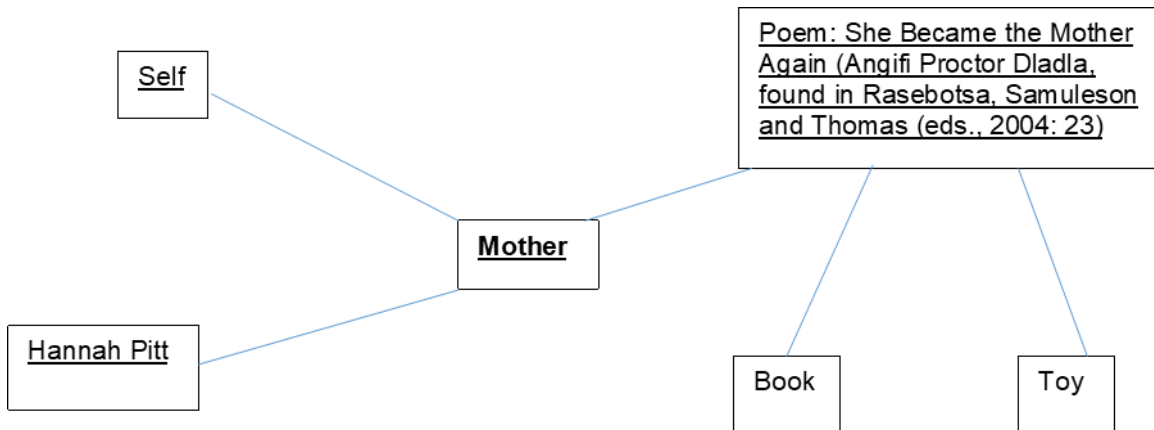 Poem: She Became the Mother
Again (Angifi Proctor Dladla,
found in Rasebotsa, Samuleson
and Thomas (eds., 2004: 23)
Self
Mother
Hannah Pitt
Book
Toy